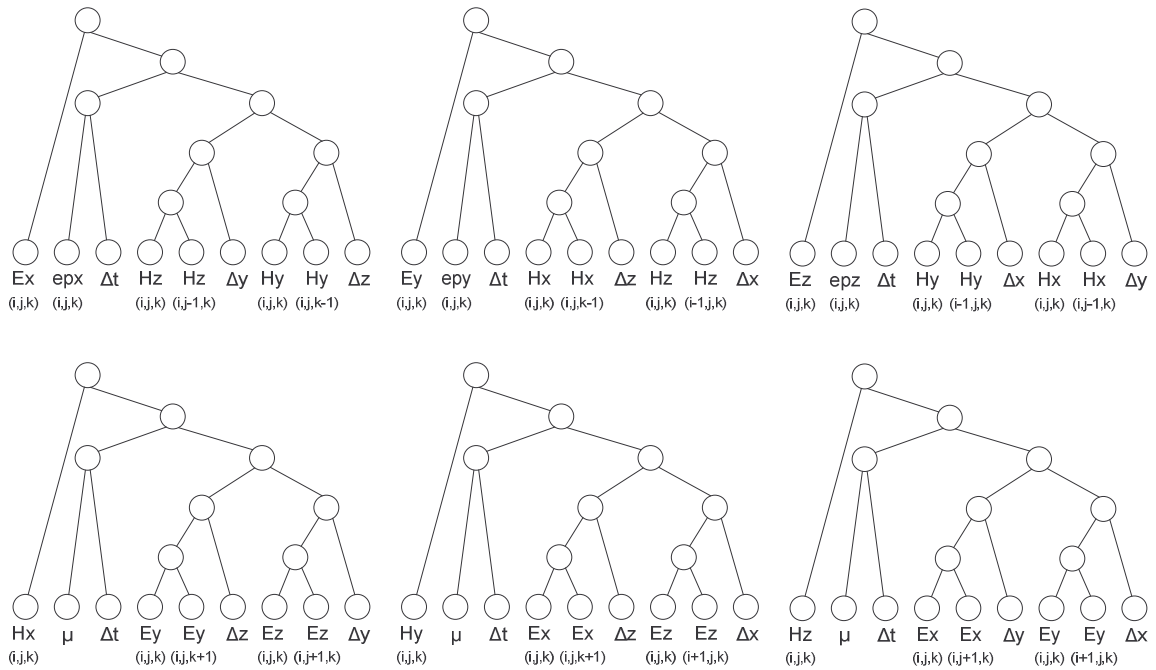 Ex epx Δt Hz Hz Δy Hy Hy Δz
(i,j,k) (i,j,k) (i,j,k) (i,j-1,k) (i,j,k) (i,j,k-1)
Ey epy Δt Hx Hx Δz Hz Hz Δx
(i,j,k) (i,j,k) (i,j,k) (i,j,k-1) (i,j,k) (i-1,j,k)
Ez epz Δt Hy Hy Δx Hx Hx Δy
(i,j,k) (i,j,k) (i,j,k) (i-1,j,k) (i,j,k) (i,j-1,k)
Hx μ Δt Ey Ey Δz Ez Ez Δy
(i,j,k) (i,j,k) (i,j,k+1) (i,j,k) (i,j+1,k)
Hy μ Δt Ex Ex Δz Ez Ez Δx
(i,j,k) (i,j,k) (i,j,k+1) (i,j,k) (i+1,j,k)
Hz μ Δt Ex Ex Δy Ey Ey Δx
(i,j,k) (i,j,k) (i,j+1,k) (i,j,k) (i+1,j,k)